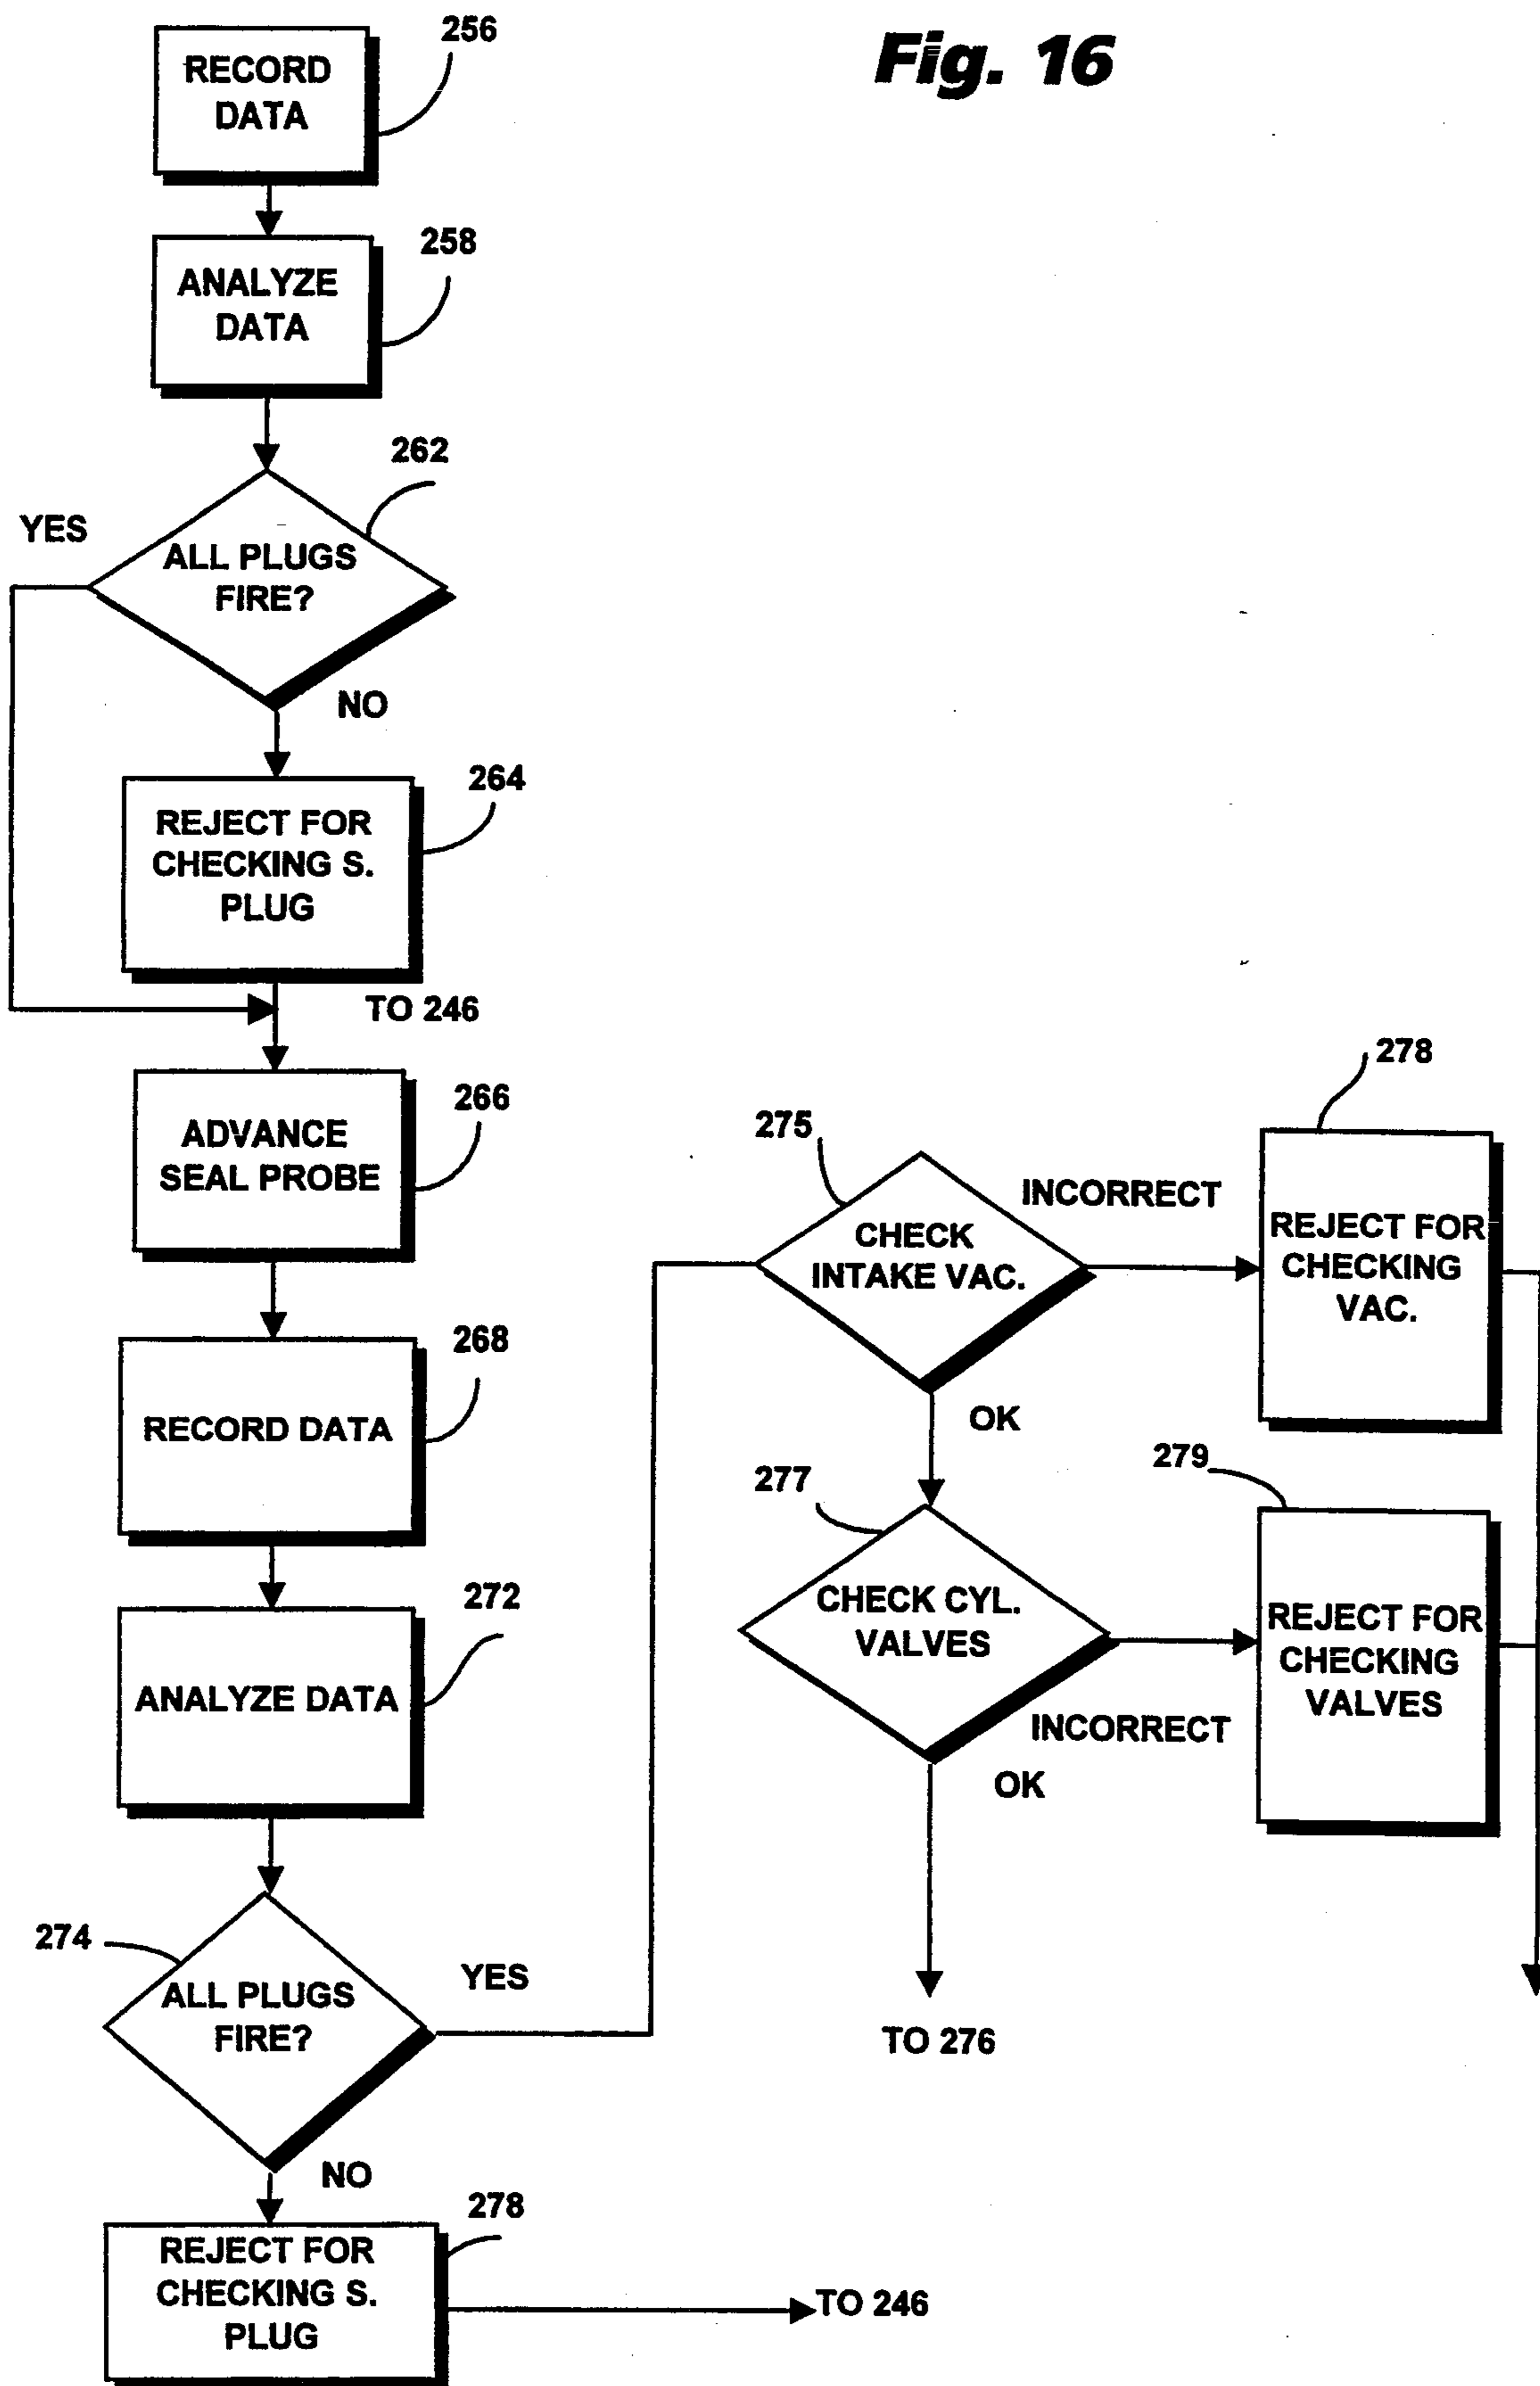 Fig. 16
256
RECORD
DATA
258
ANALYZE
DATA
262
YES
ALL PLUGS
FIRE?
NO
264
REJECT FOR
CHECKING S.
PLUG
TO 246
266
ADVANCE
SEAL PROBE
268
RECORD DATA
272
ANALYZE DATA
274
ALL PLUGS
FIRE?
YES
NO
278
REJECT FOR
CHECKING S.
PLUG
TO 246
275
CHECK
INTAKE VAC.
INCORRECT
278
REJECT FOR
CHECKING
VAC.
OK
277
CHECK CYL.
VALVES
INCORRECT
279
REJECT FOR
CHECKING
VALVES
OK
TO 276